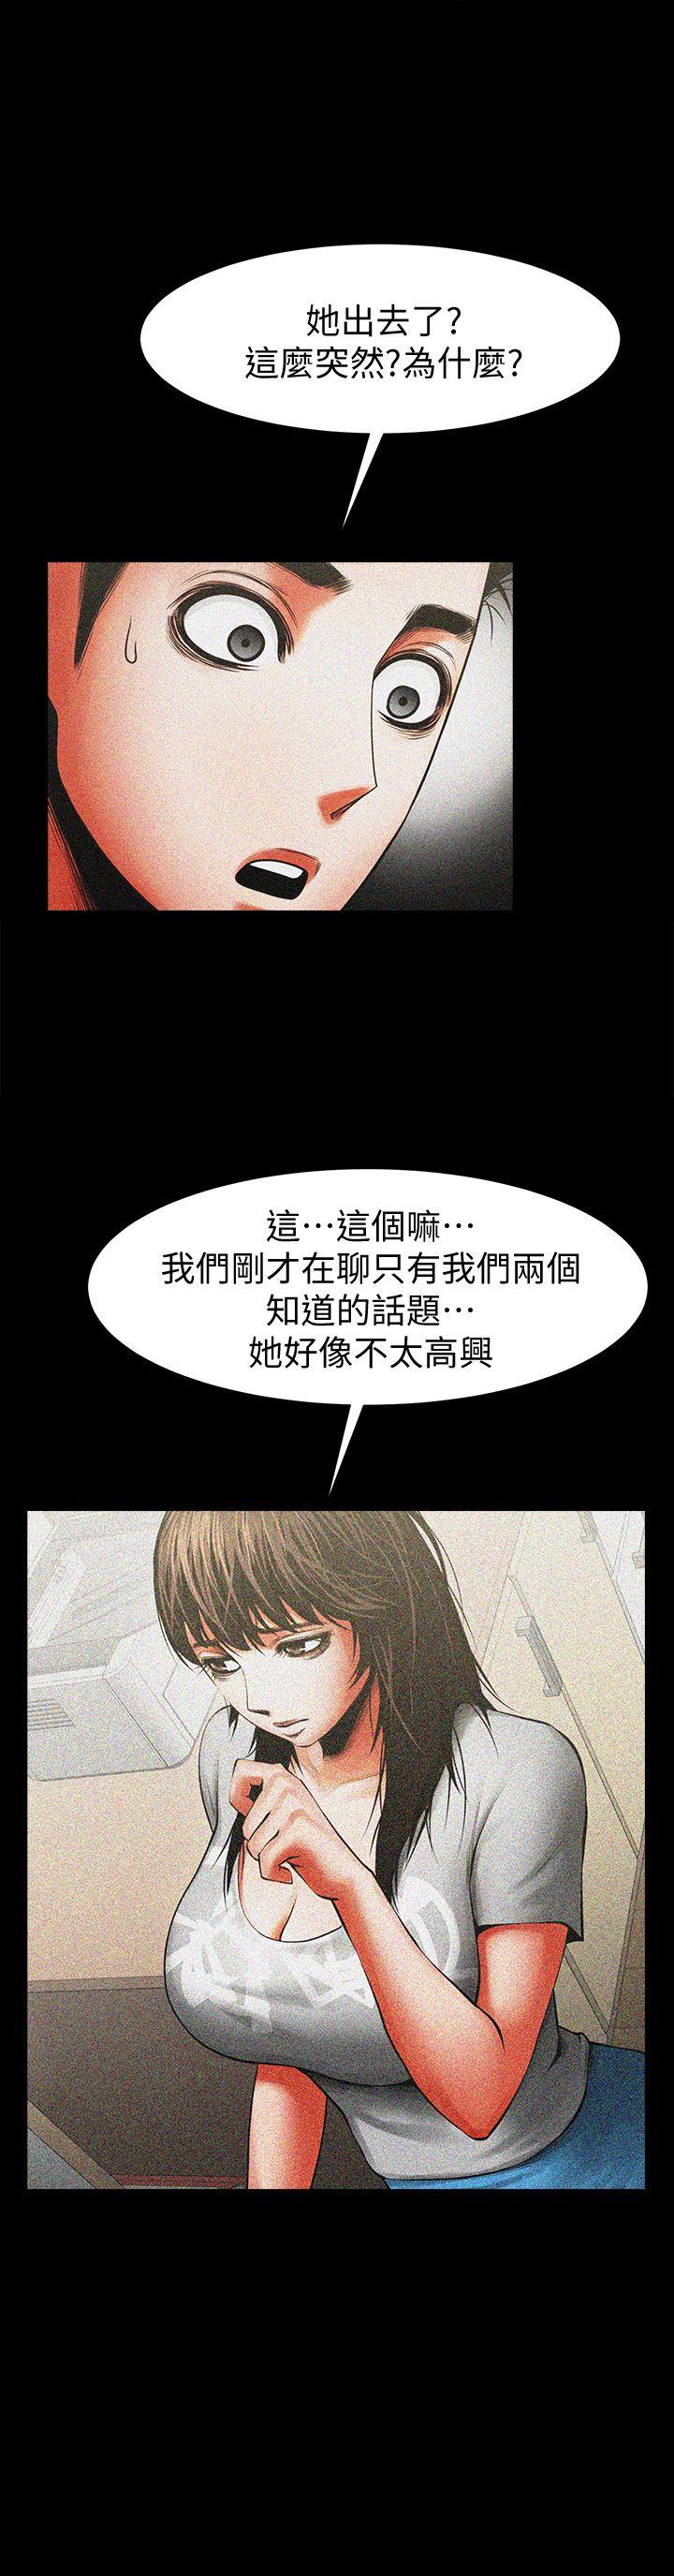 她出去了?
這麼突然?為什麼?
這⋯這個嘛⋯
我們剛才在聊只有我們兩個
知道的話題⋯
她好像不太高興